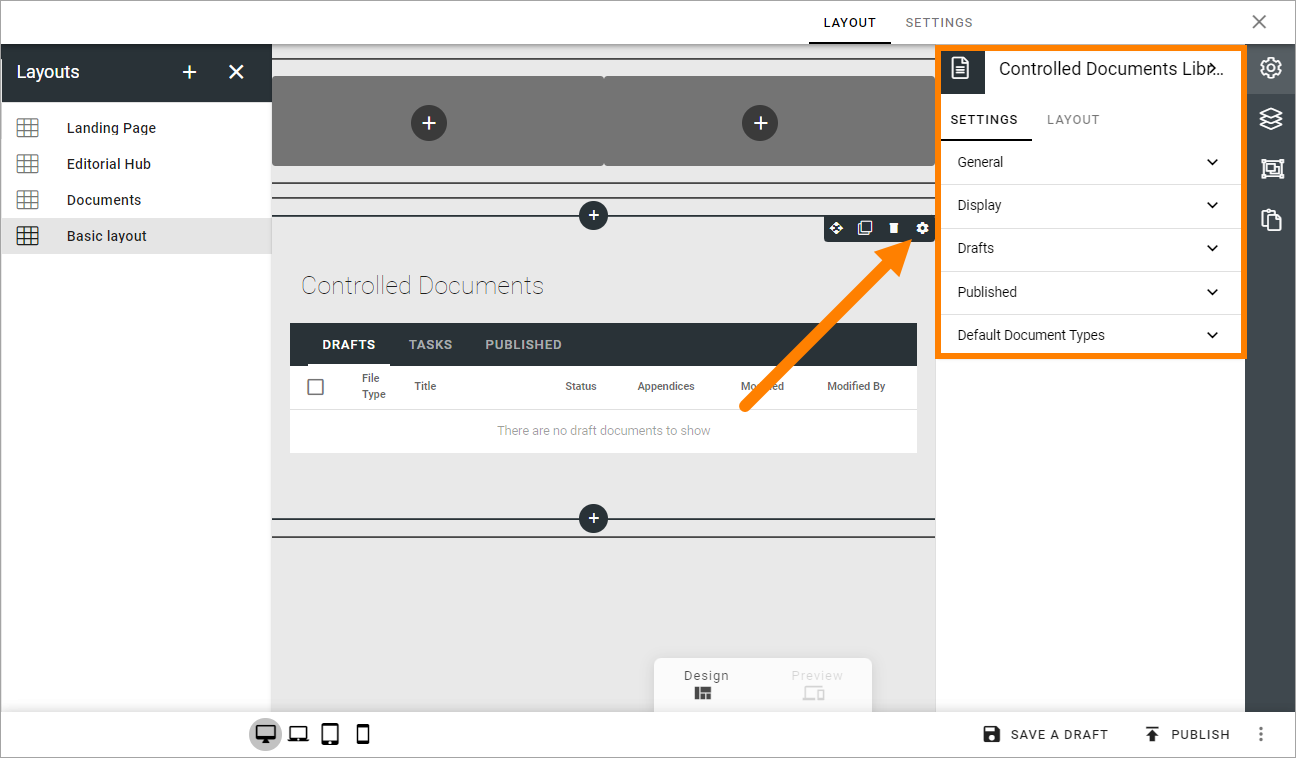 LAYOUT SETTINGS
Layouts
Landing Page
Editorial Hub
Documents
Basic layout
Controlled Documents
DRAFTS TASKS PUBLISHED
File
Type
Title Status Appendices Modified Modified By
There are no draft documents to show
Design Preview
Controlled Documents Libr...
SETTINGS LAYOUT
General
Display
Drafts
Published
Default Document Types
SAVE A DRAFT PUBLISH